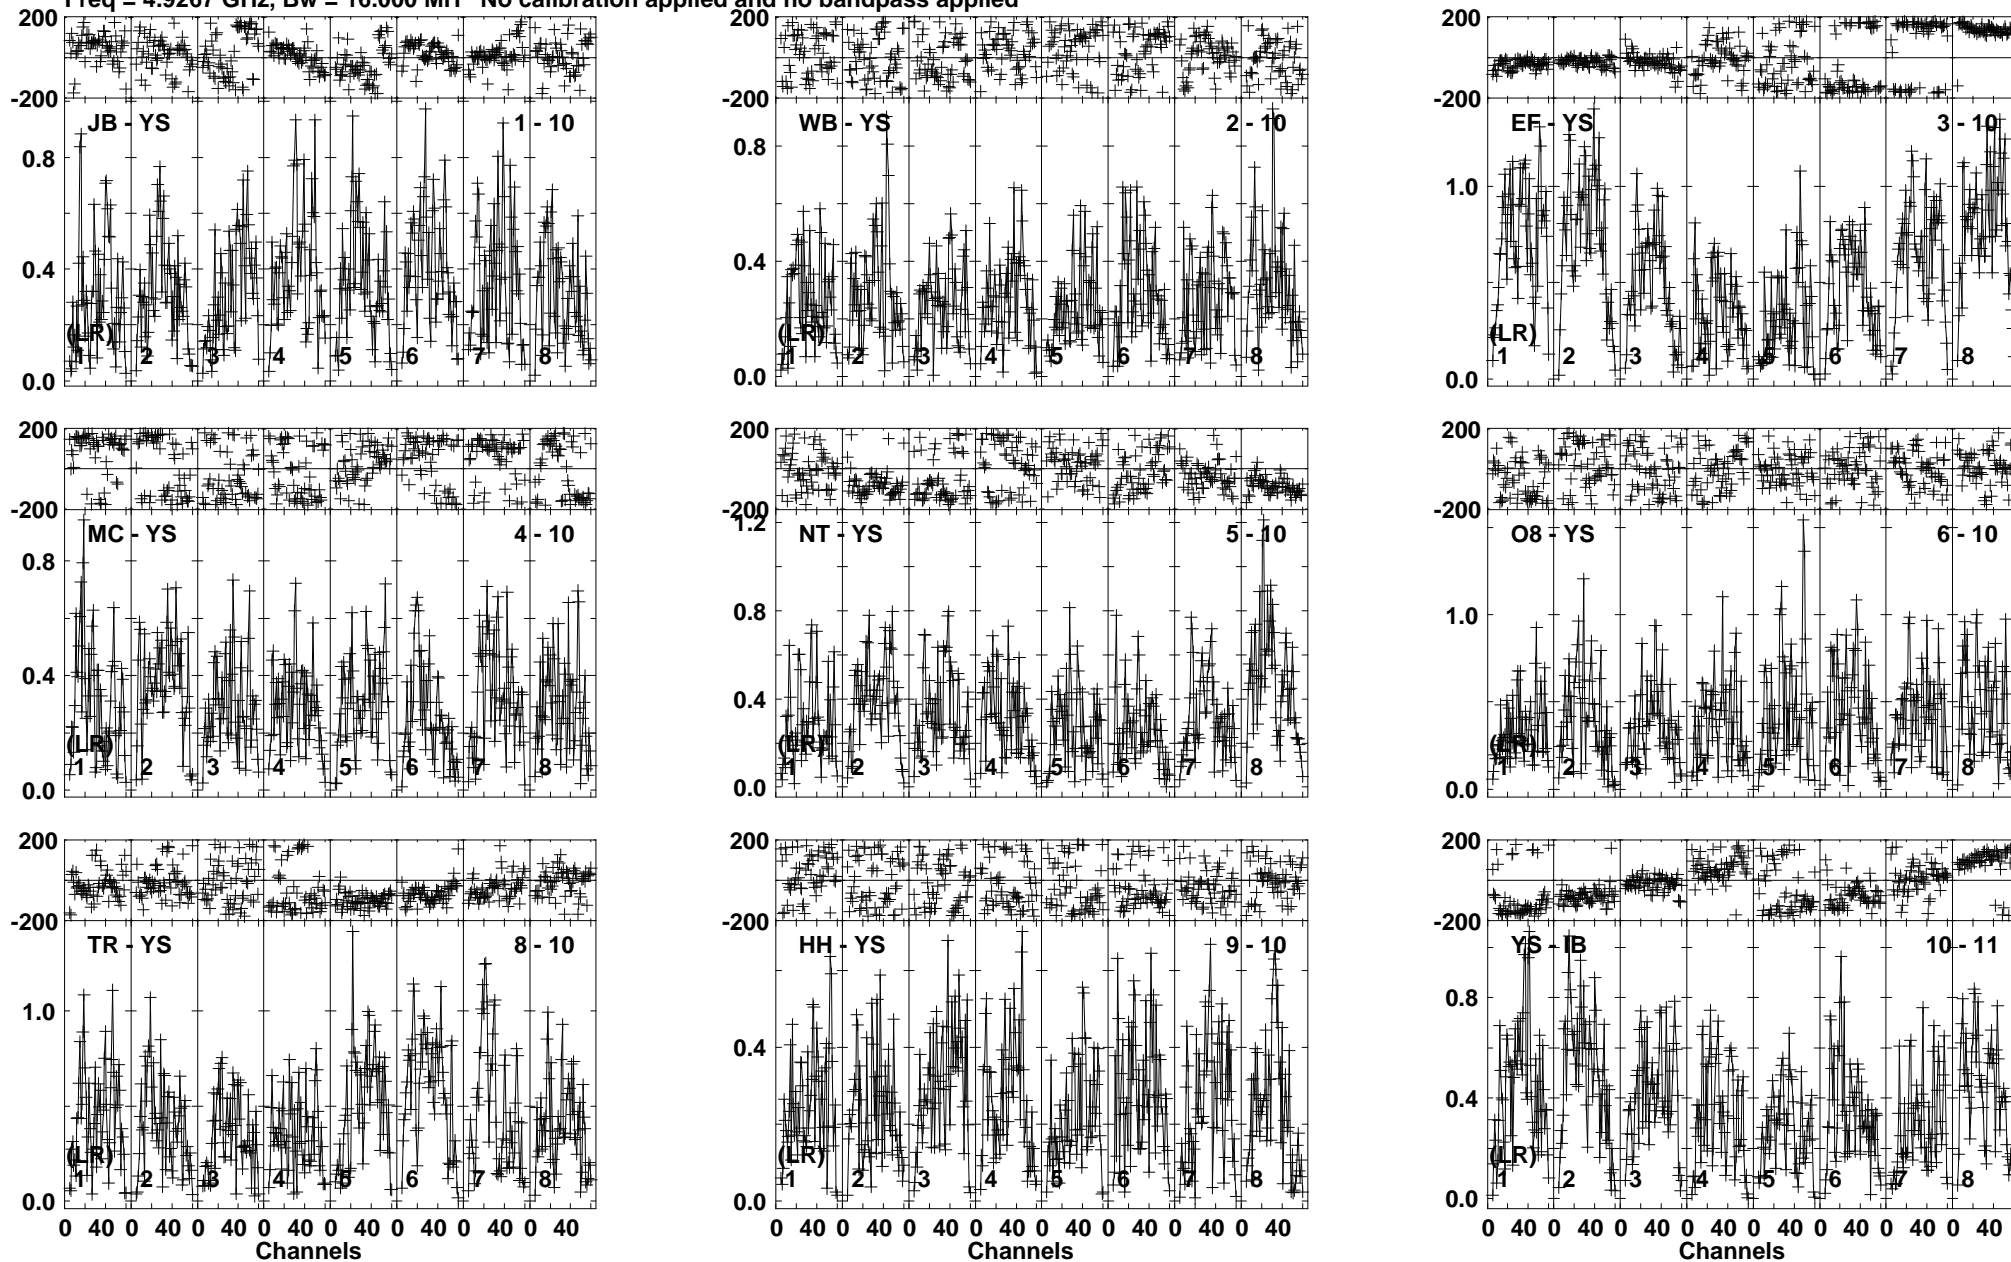 Freq = 4.9267 GHz, Bw = 16.000 MH No calibration applied and no bandpass applied
200 200 200
-200 -200 -200
JB - YS 1 - 10 WB - YS 2 - 10 EF - YS 3 - 10
0.8 0.8 1.0
0.4 0.4
(LR) (LR) (LR)
1 2 3 4 5 6 7 8 1 2 3 4 5 6 7 8 1 2 3 4 5 6 7 8
0.0 0.0 0.0
200 200 200
-200 -200 -200
1.2
MC - YS 4 - 10 NT - YS 5 - 10 O8 - YS 6 - 10
0.8 0.8 1.0
0.4 0.4
(LR) (LR) (LR)
1 2 3 4 5 6 7 8 1 2 3 4 5 6 7 8 1 2 3 4 5 6 7 8
0.0 0.0 0.0
200 200 200
-200 -200 -200
TR - YS 8 - 10 HH - YS 9 - 10 YS - IB 10 - 11
1.0 0.4 0.8
0.4
(LR) (LR) (LR)
1 2 3 4 5 6 7 8 1 2 3 4 5 6 7 8 1 2 3 4 5 6 7 8
0.0 0.0 0.0
0 40 0 40 0 40 0 40 0 40 0 40 0 40 0 40 0 40 0 40 0 40 0 40 0 40 0 40 0 40 0 40 0 40 0 40 0 40 0 40 0 40 0 40 0 40 0 40
Channels Channels Channels